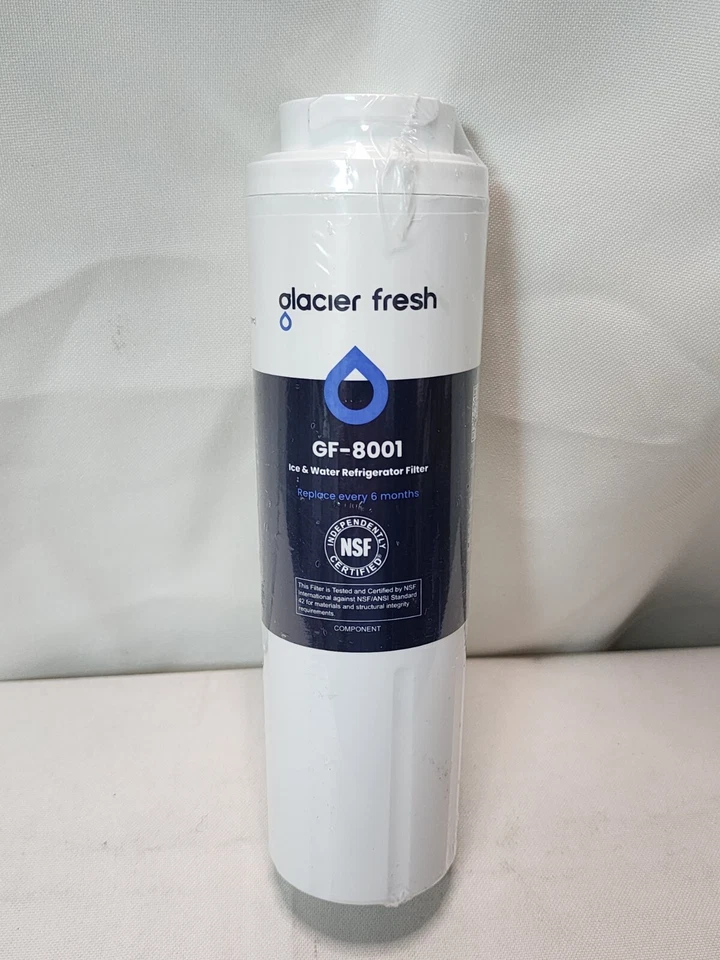 glacier fresh
GF-8001
Ice & Water Refrigerator Filter
Replace every 6 months
INDEPENDENTLY
NSF
CERTIFIED®
This Filter is Tested and Certified by NSF
International against NSF/ANSI Standard
42 for materials and structural integrity
requirements.
COMPONENT